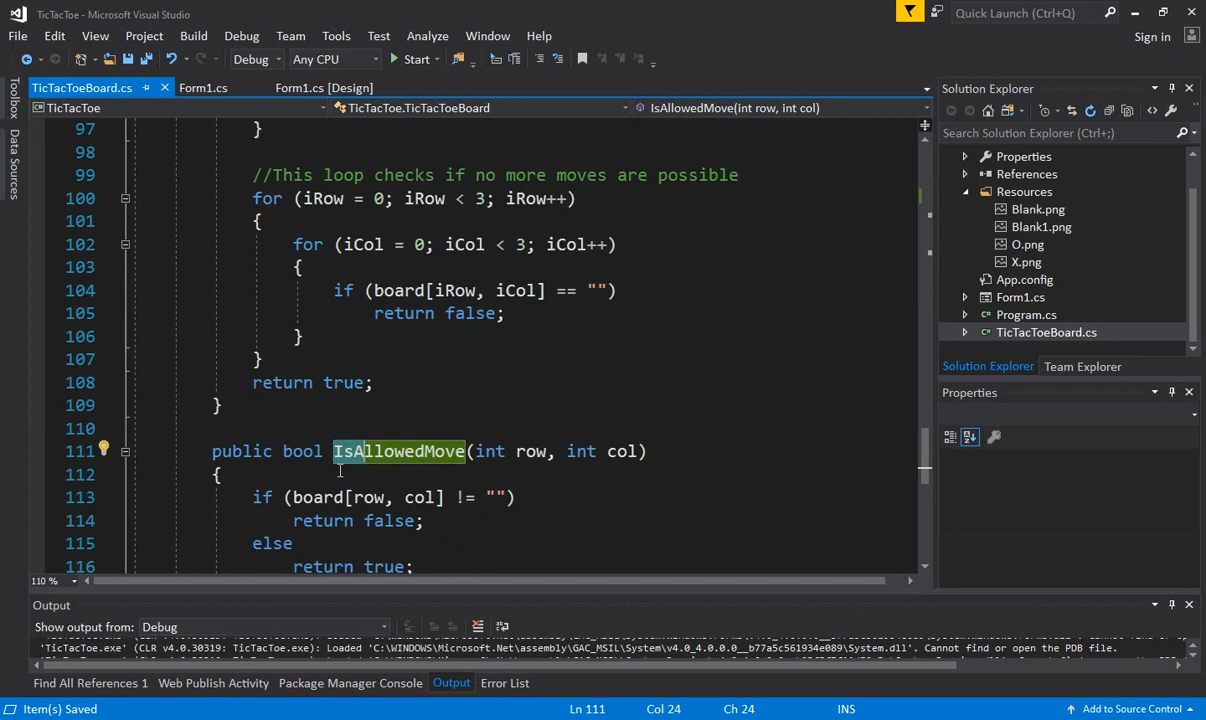 TicTacToe - Microsoft Visual Studio
Quick Launch (Ctrl+;)
File Edit View Project Build Debug Team Tools Test Analyze Window Help
Sign in
Debug Any CPU Start
Toolbox
Data Sources
TicTacToeBoard.cs Form1.cs Form1.cs [Design]
TicTacToe TicTacToe.TicTacToeBoard IsAllowedMove(int row, int col)
97 }
98
99 //This loop checks if no more moves are possible
100 for (iRow = 0; iRow < 3; iRow++)
101 {
102 for (iCol = 0; iCol < 3; iCol++)
103 {
104 if (board[iRow, iCol] == "")
105 return false;
106 }
107 }
108 return true;
109 }
110
111 public bool IsAllowedMove(int row, int col)
112 {
113 if (board[row, col] != "")
114 return false;
115 else
116 return true;
110 %
Solution Explorer
Search Solution Explorer (Ctrl+;)
Properties
References
Resources
Blank.png
Blank1.png
O.png
X.png
App.config
Form1.cs
Program.cs
TicTacToeBoard.cs
Solution Explorer Team Explorer
Properties
Output
Show output from: Debug
'TicTacToe.exe' (CLR v4.0.30319: TicTacToe.exe): Loaded 'C:\WINDOWS\Microsoft.Net\assembly\GAC_MSIL\System\v4.0_4.0.0.0__b77a5c561934e089\System.dll'. Cannot find or open the PDB file.
Find All References 1 Web Publish Activity Package Manager Console Output Error List
Item(s) Saved Ln 111 Col 24 Ch 24 INS Add to Source Control